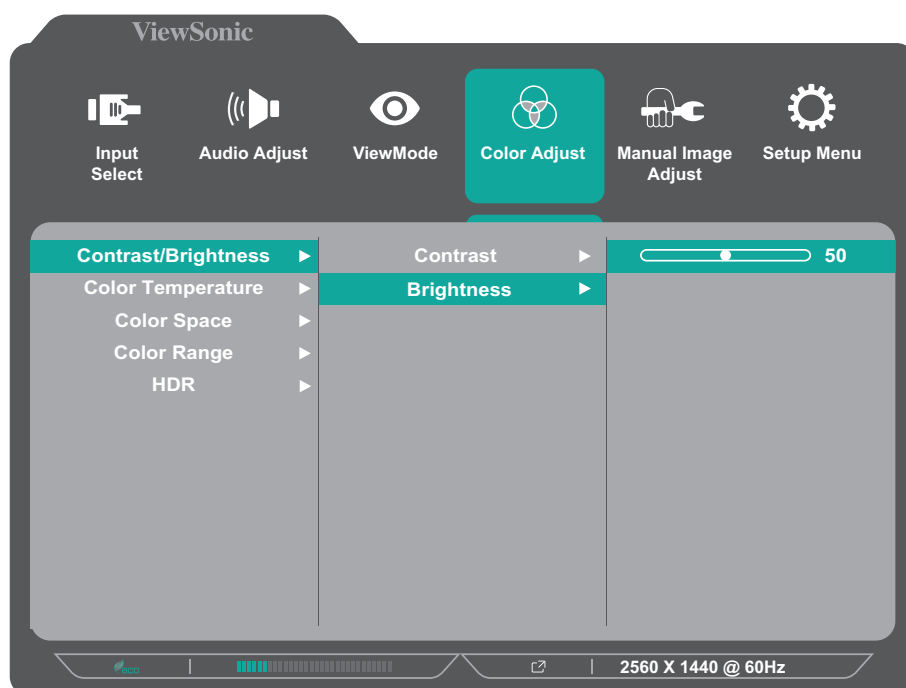 ViewSonic
Input
Select
Audio Adjust
ViewMode
Color Adjust
Manual Image
Adjust
Setup Menu
Contrast/Brightness
Color Temperature
Color Space
Color Range
HDR
Contrast
Brightness
50
eco
2560 X 1440 @ 60Hz